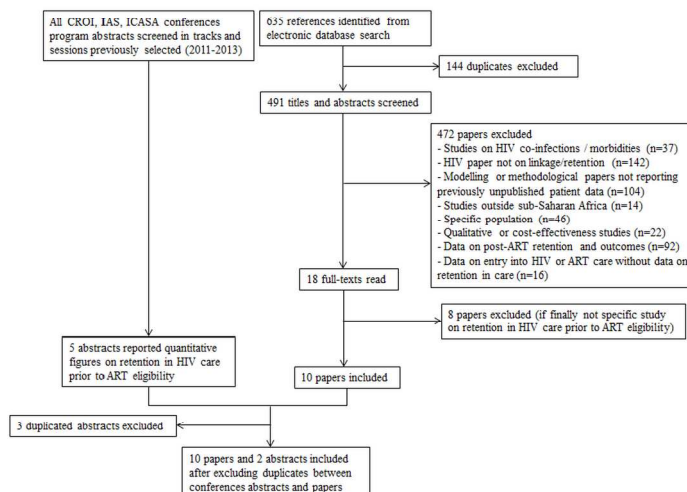 All CROI, IAS, ICASA conferences
program abstracts screened in tracks and
sessions previously selected (2011-2013)
635 references identified from
electronic database search
144 duplicates excluded
491 titles and abstracts screened
472 papers excluded
- Studies on HIV co-infections / morbidities (n=37)
- HIV paper not on linkage/retention (n=142)
- Modelling or methodological papers not reporting
previously unpublished patient data (n=104)
- Studies outside sub-Saharan Africa (n=14)
- Specific population (n=46)
- Qualitative or cost-effectiveness studies (n=22)
- Data on post-ART retention and outcomes (n=92)
- Data on entry into HIV or ART care without data on
retention in care (n=16)
18 full-texts read
8 papers excluded (if finally not specific study
on retention in HIV care prior to ART eligibility)
5 abstracts reported quantitative
figures on retention in HIV care
prior to ART eligibility
10 papers included
3 duplicated abstracts excluded
10 papers and 2 abstracts included
after excluding duplicates between
conferences abstracts and papers